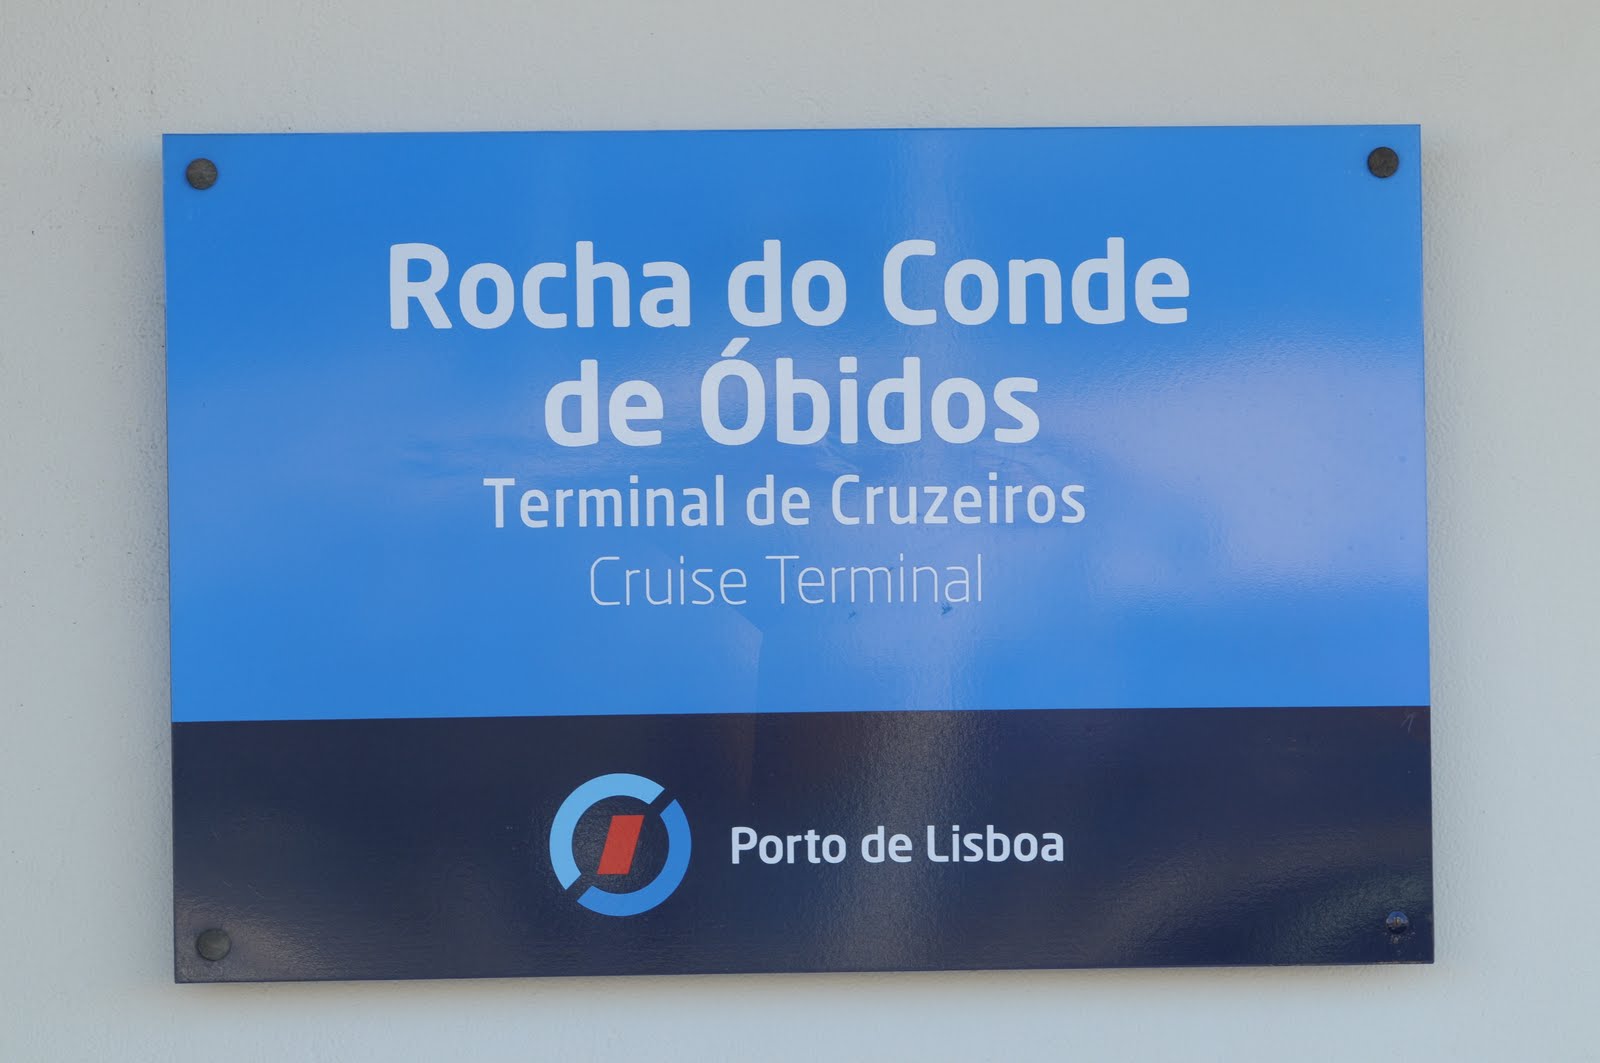 Rocha do Conde
de Óbidos
Terminal de Cruzeiros
Cruise Terminal
Porto de Lisboa